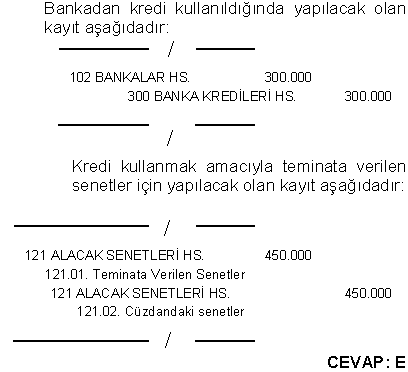 Bankadan kredi kullanıldığında yapılacak olan
kayıt aşağıdadır:
/
102 BANKALAR HS. 300.000
300 BANKA KREDİLERİ HS. 300.000
/
Kredi kullanmak amacıyla teminata verilen
senetler için yapılacak olan kayıt aşağıdadır:
/
121 ALACAK SENETLERİ HS. 450.000
121.01. Teminata Verilen Senetler
121 ALACAK SENETLERİ HS. 450.000
121.02. Cüzdandaki senetler
/
CEVAP: E